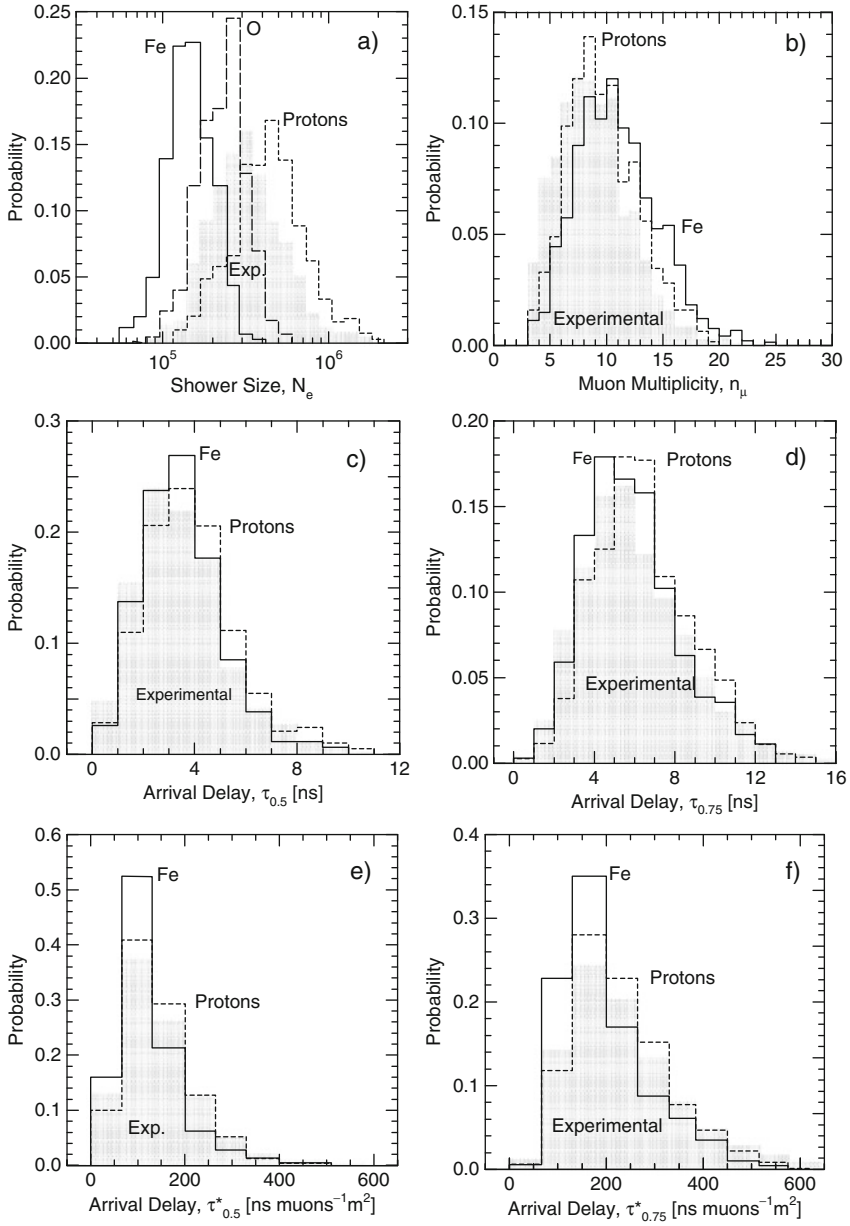 a)
Fe
O
Protons
Exp.
0.25
0.20
0.15
0.10
0.05
0.00
Probability
10^5
10^6
Shower Size, N_e
b)
Protons
Fe
Experimental
0.15
0.10
0.05
0.00
Probability
0
5
10
15
20
25
30
Muon Multiplicity, n_μ
c)
Fe
Protons
Experimental
0.3
0.2
0.1
0.0
Probability
0
4
8
12
Arrival Delay, τ_0.5 [ns]
d)
Fe
Protons
Experimental
0.20
0.15
0.10
0.05
0.00
Probability
0
4
8
12
16
Arrival Delay, τ_0.75 [ns]
e)
Fe
Protons
Exp.
0.6
0.5
0.4
0.3
0.2
0.1
0.0
Probability
0
200
400
600
Arrival Delay, τ*_0.5 [ns muons^-1 m^2]
f)
Fe
Protons
Experimental
0.4
0.3
0.2
0.1
0.0
Probability
0
200
400
600
Arrival Delay, τ*_0.75 [ns muons^-1 m^2]